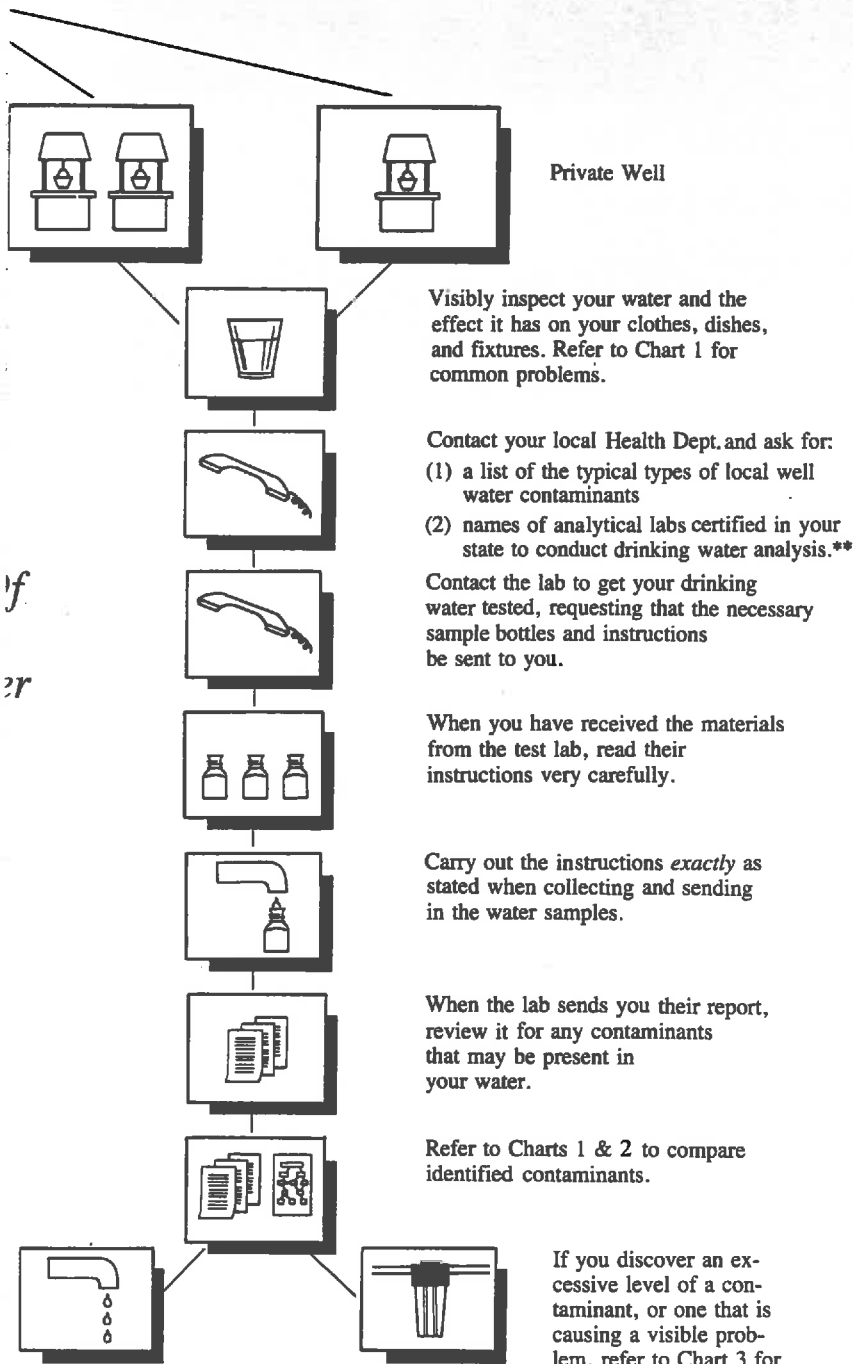 Private Well
Visibly inspect your water and the
effect it has on your clothes, dishes,
and fixtures. Refer to Chart 1 for
common problems.
Contact your local Health Dept. and ask for:
(1) a list of the typical types of local well
water contaminants
(2) names of analytical labs certified in your
state to conduct drinking water analysis.**
Contact the lab to get your drinking
water tested, requesting that the necessary
sample bottles and instructions
be sent to you.
When you have received the materials
from the test lab, read their
instructions very carefully.
Carry out the instructions exactly as
stated when collecting and sending
in the water samples.
When the lab sends you their report,
review it for any contaminants
that may be present in
your water.
Refer to Charts 1 & 2 to compare
identified contaminants.
If you discover an ex-
cessive level of a con-
taminant, or one that is
causing a visible prob-
lem, refer to Chart 3 for